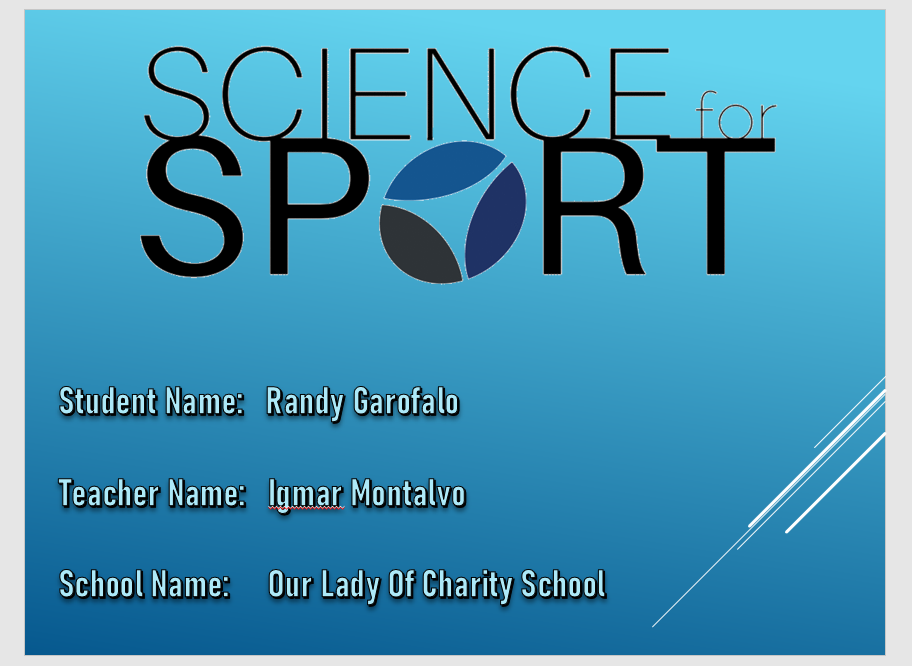 SCIENCE for
SPORT
Student Name: Randy Garofalo
Teacher Name: Igmar Montalvo
School Name: Our Lady Of Charity School